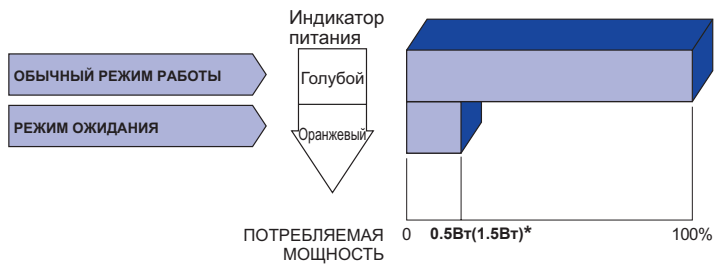 Индикатор
питания
ОБЫЧНЫЙ РЕЖИМ РАБОТЫ
Голубой
РЕЖИМ ОЖИДАНИЯ
Оранжевый
ПОТРЕБЛЯЕМАЯ
МОЩНОСТЬ
0 0.5Вт(1.5Вт)* 100%